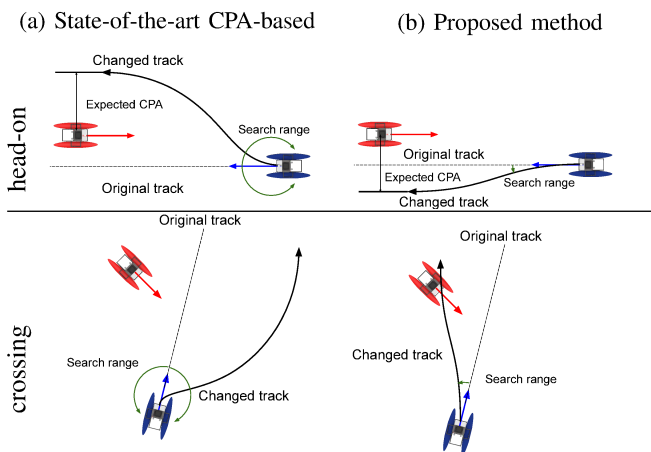 (a) State-of-the-art CPA-based
(b) Proposed method
head-on
Changed track
Expected CPA
Search range
Original track
Original track
Expected CPA
Search range
Changed track
crossing
Original track
Search range
Changed track
Original track
Changed track
Search range